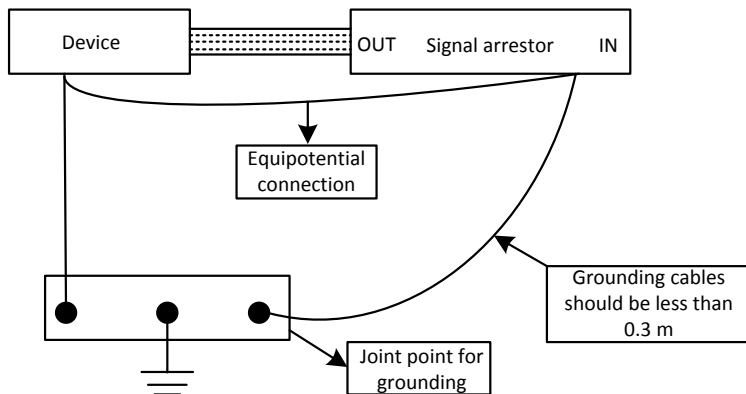 Device
OUT
Signal arrestor
IN
Equipotential
connection
Grounding cables
should be less than
0.3 m
Joint point for
grounding